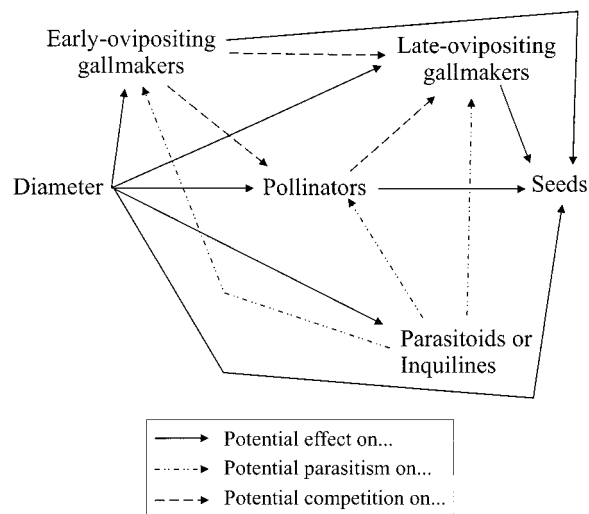 Early-ovipositing
gallmakers
Late-ovipositing
gallmakers
Diameter
Pollinators
Seeds
Parasitoids or
Inquilines
Potential effect on...
Potential parasitism on...
Potential competition on...